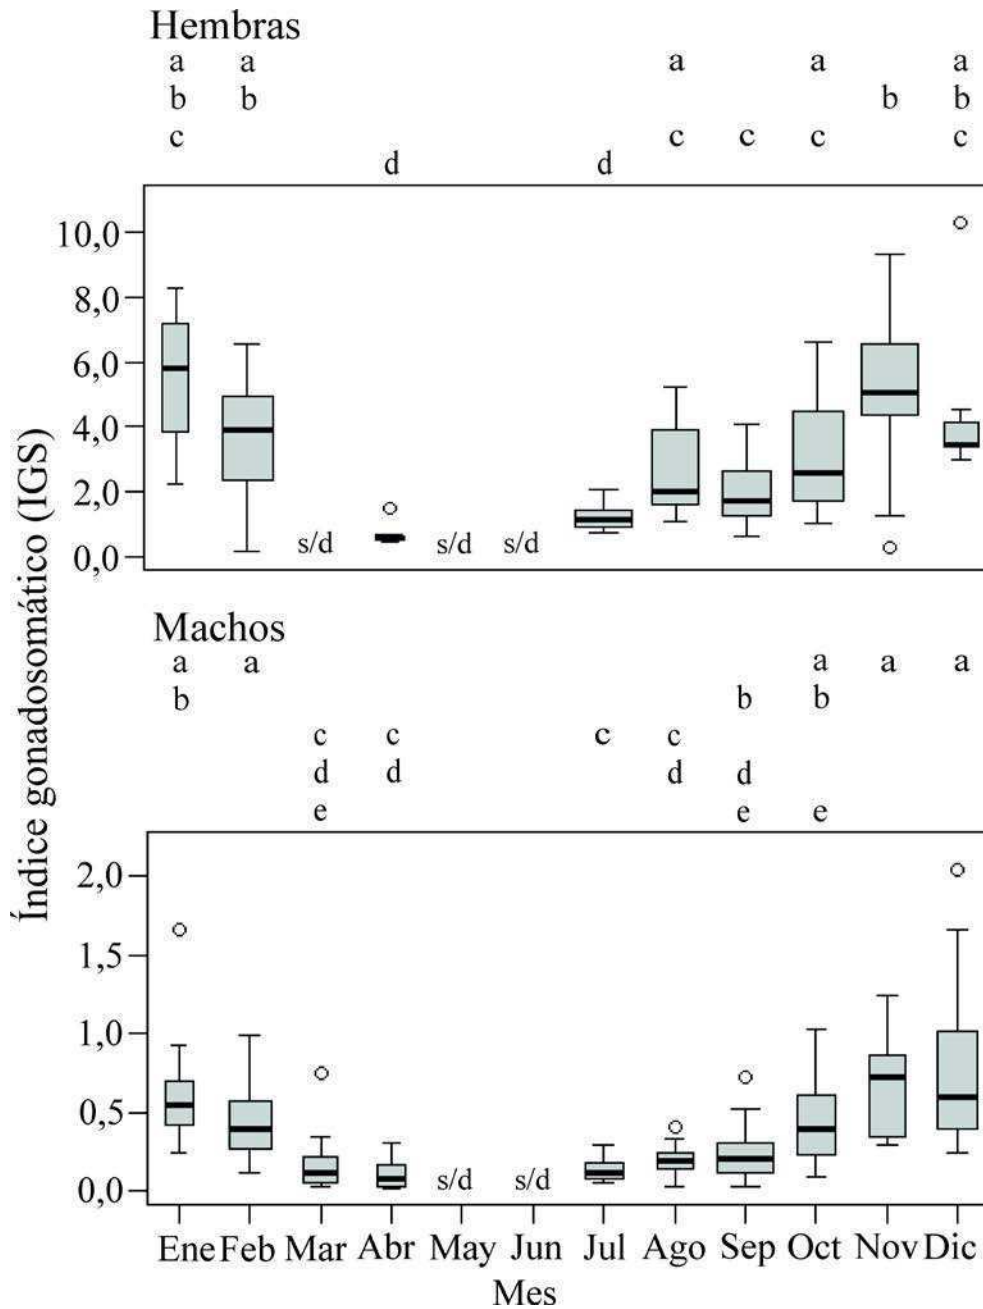 Hembras
a a a a a
b b b b
c c c c c
d d
10,0
8,0
6,0
4,0
2,0
0,0
s/d s/d s/d
Índice gonadosomático (IGS)
Machos
a a a a a
b b b
c c c c
d d d d
e e e
2,0
1,5
1,0
0,5
0,0
s/d s/d
Ene Feb Mar Abr May Jun Jul Ago Sep Oct Nov Dic
Mes